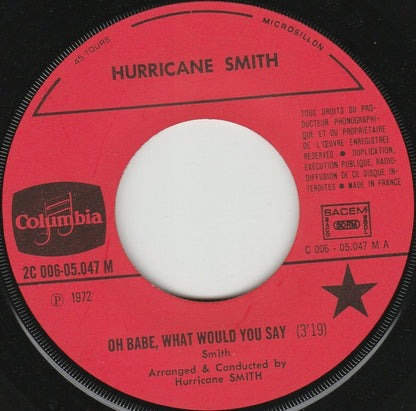 45 TOURS
MICROSILLON
HURRICANE SMITH
TOUS DROITS DU PRO-
DUCTEUR PHONOGRAPHI-
QUE ET DU PROPRIÉTAIRE
DE L'ŒUVRE ENREGISTRÉE
RÉSERVÉS ● DUPLICATION,
EXÉCUTION PUBLIQUE, RADIO-
DIFFUSION DE CE DISQUE IN-
TERDITES ● MADE IN FRANCE
Columbia
2C 006-05.047 M
SACEM
C 006 - 05.047 M A
Ⓟ 1972
OH BABE, WHAT WOULD YOU SAY (3'19)
Smith
Arranged & Conducted by
Hurricane SMITH